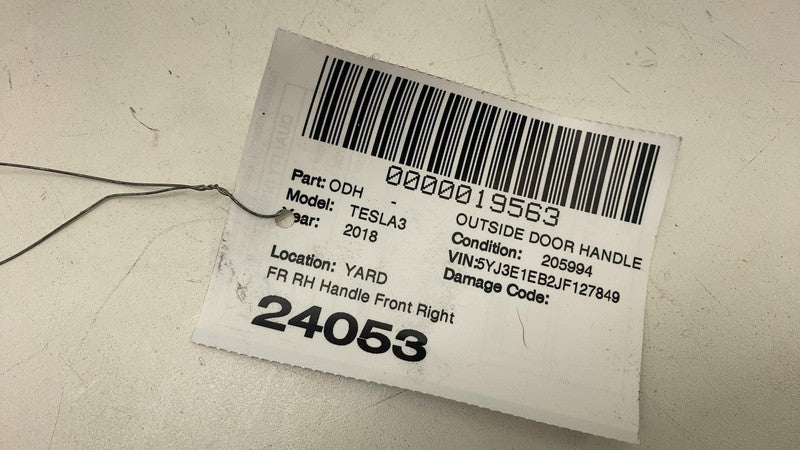 0000019563
Part: ODH - OUTSIDE DOOR HANDLE
Model: TESLA3 Condition: 205994
ear: 2018 VIN:5YJ3E1EB2JF127849
Damage Code:
Location: YARD
FR RH Handle Front Right
24053